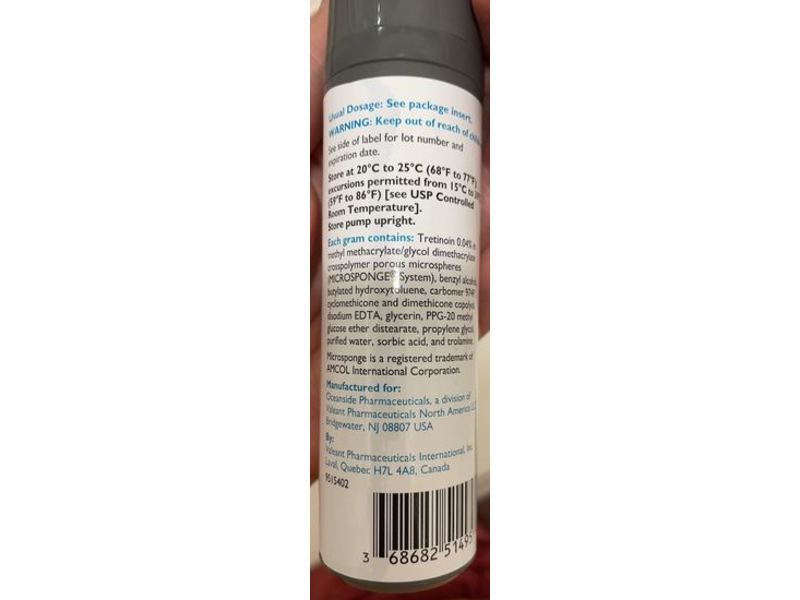 Usual Dosage: See package insert.
WARNING: Keep out of reach of
See side of label for lot number and
expiration date.
Store at 20°C to 25°C (68°F to 77°F)
excursions permitted from 15°C to
(59°F to 86°F) [see USP Controlled
Room Temperature].
Store pump upright.
Each gram contains: Tretinoin 0.04% in
methyl methacrylate/glycol dimethacrylate
crosspolymer porous microspheres
(MICROSPONGE® System), benzyl alcohol,
butylated hydroxytoluene, carbomer 974P,
cyclomethicone and dimethicone copolyol,
disodium EDTA, glycerin, PPG-20 methyl
glucose ether distearate, propylene glycol,
purified water, sorbic acid, and trolamine.
Microsponge is a registered trademark of
AMCOL International Corporation.
Manufactured for:
Oceanside Pharmaceuticals, a division of
Valeant Pharmaceuticals North America
Bridgewater, NJ 08807 USA
By:
Valeant Pharmaceuticals International, Inc.
Laval, Quebec H7L 4A8, Canada
9515402
3 68682 51495